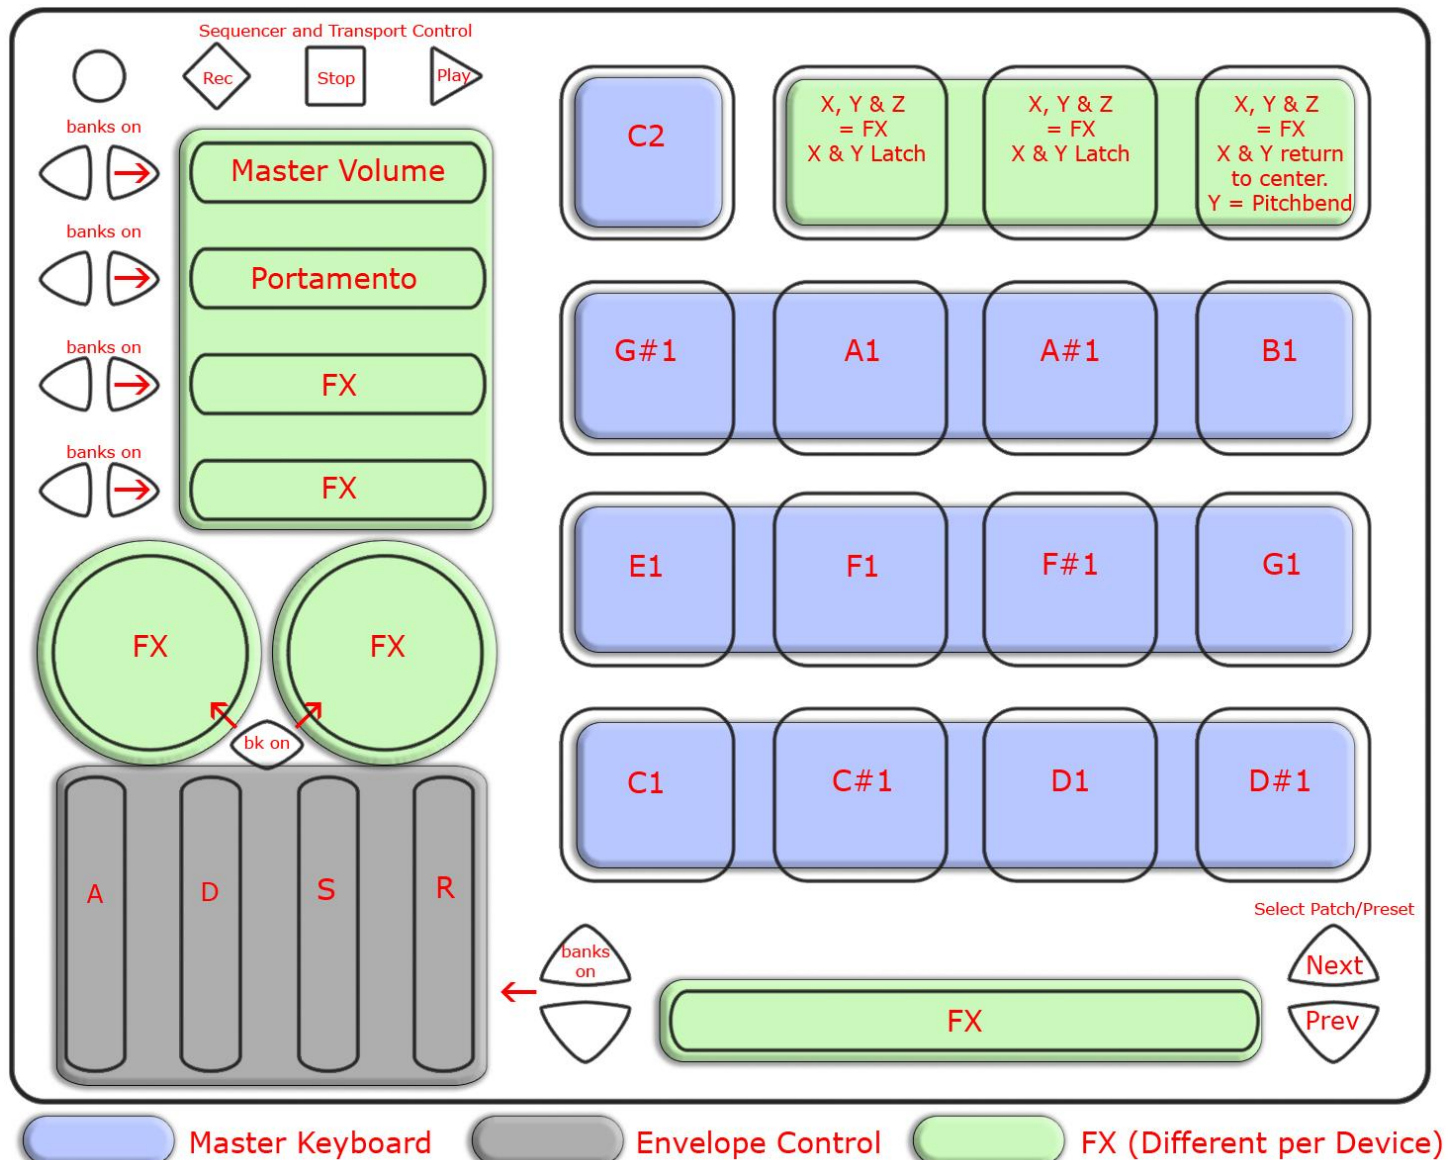 Sequencer and Transport Control
Rec
Stop
Play
banks on
Master Volume
banks on
Portamento
banks on
FX
banks on
FX
FX
FX
bk on
A
D
S
R
C2
X, Y & Z
= FX
X & Y Latch
X, Y & Z
= FX
X & Y Latch
X, Y & Z
= FX
X & Y return
to center.
Y = Pitchbend
G#1
A1
A#1
B1
E1
F1
F#1
G1
C1
C#1
D1
D#1
banks
on
FX
Select Patch/Preset
Next
Prev
Master Keyboard
Envelope Control
FX (Different per Device)